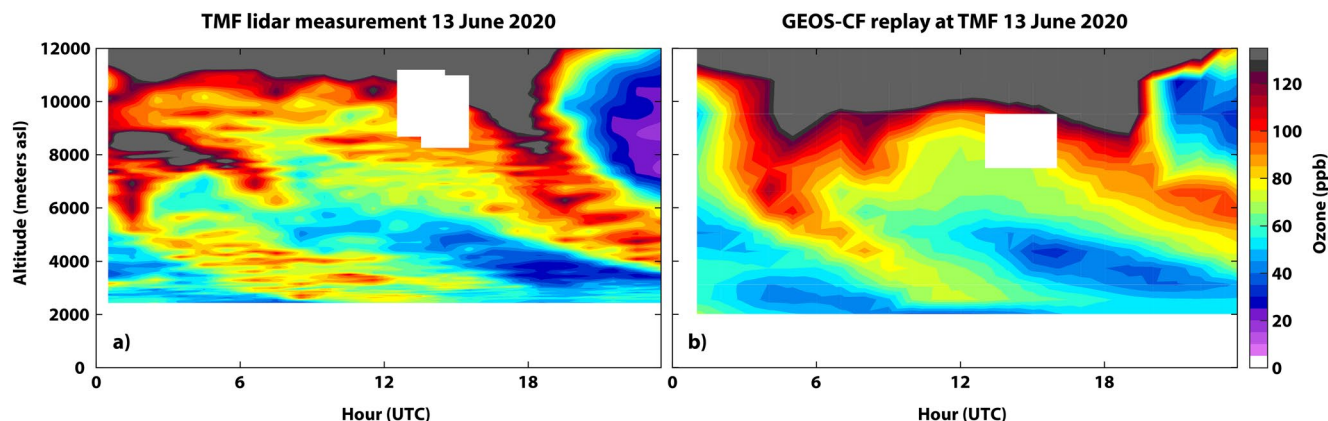 TMF lidar measurement 13 June 2020
GEOS-CF replay at TMF 13 June 2020
Altitude (meters asl)
12000
10000
8000
6000
4000
2000
0
a)
b)
0 6 12 18
0 6 12 18
Hour (UTC)
Hour (UTC)
120
100
80
60
40
20
0
Ozone (ppb)